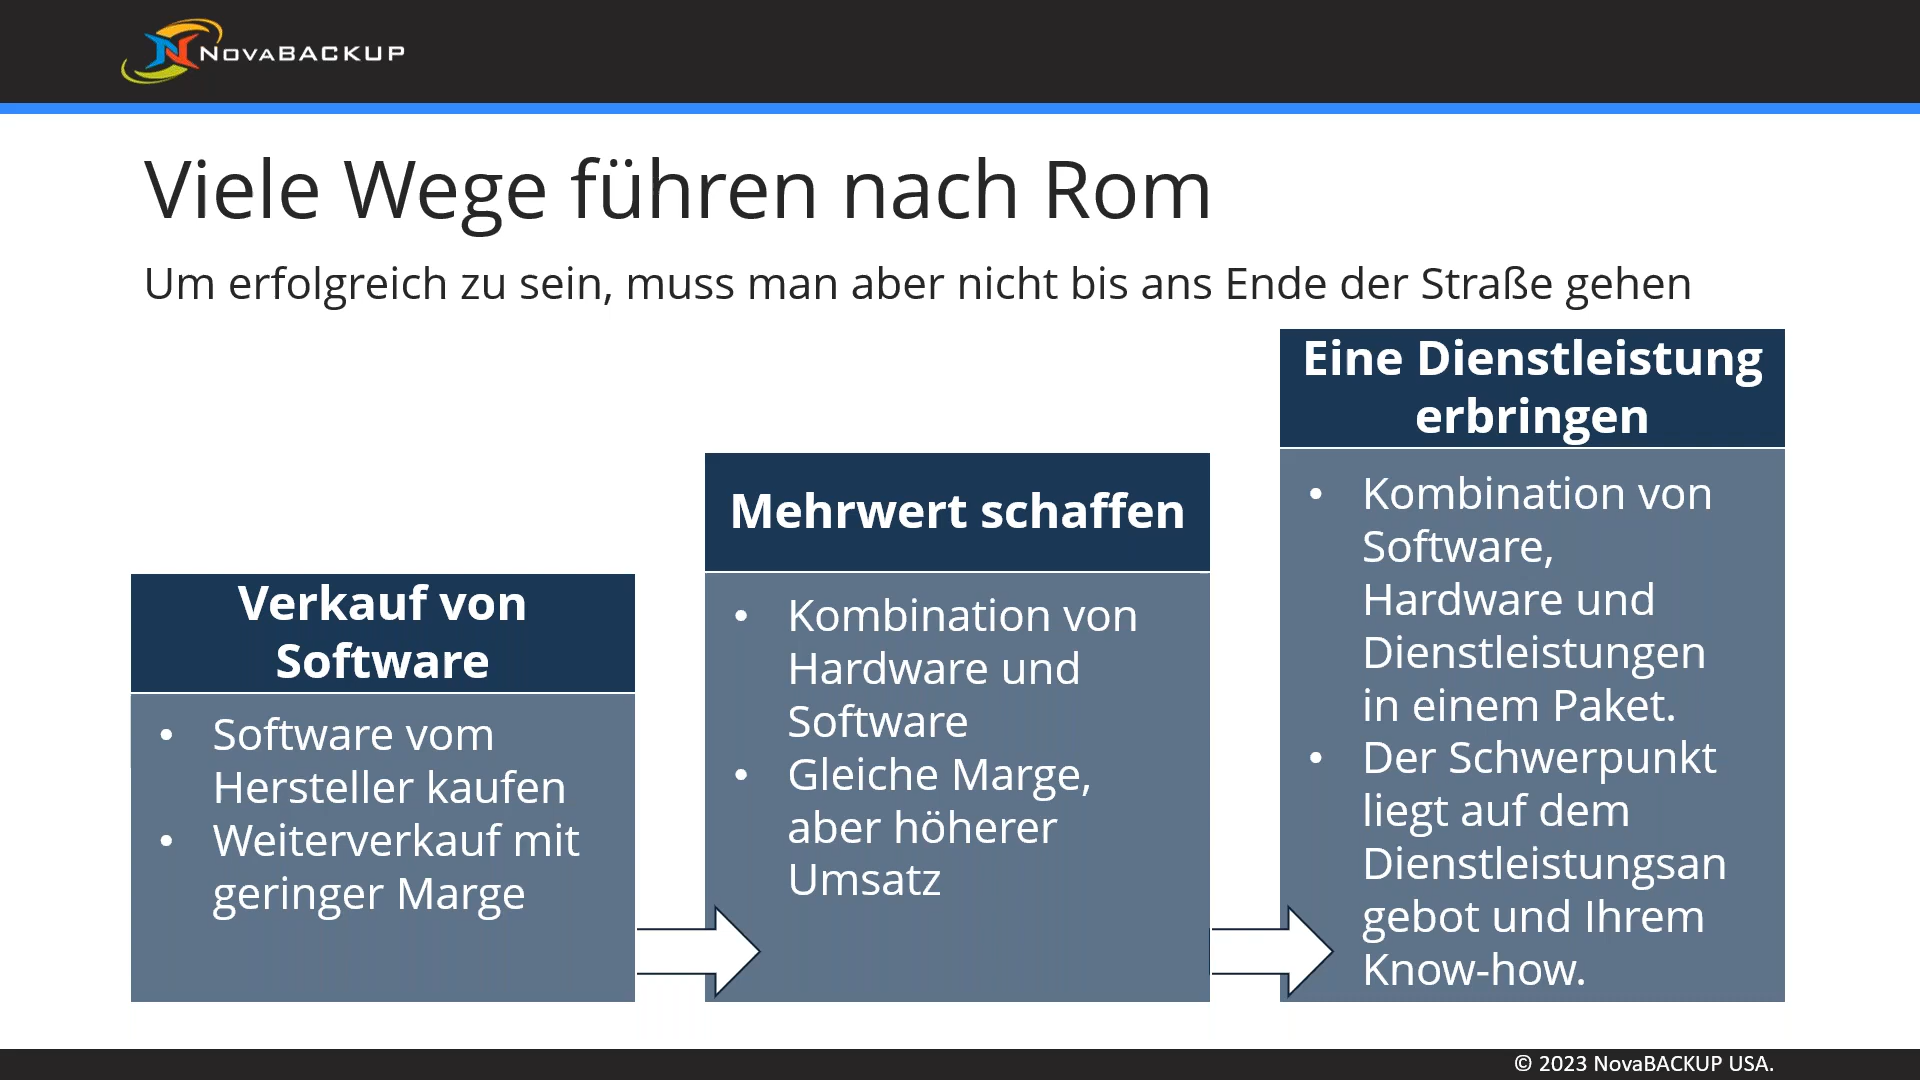 NovaBACKUP
Viele Wege führen nach Rom
Um erfolgreich zu sein, muss man aber nicht bis ans Ende der Straße gehen
Verkauf von
Software
• Software vom
Hersteller kaufen
• Weiterverkauf mit
geringer Marge
Mehrwert schaffen
• Kombination von
Hardware und
Software
• Gleiche Marge,
aber höherer
Umsatz
Eine Dienstleistung
erbringen
• Kombination von
Software,
Hardware und
Dienstleistungen
in einem Paket.
• Der Schwerpunkt
liegt auf dem
Dienstleistungsan
gebot und Ihrem
Know-how.
© 2023 NovaBACKUP USA.